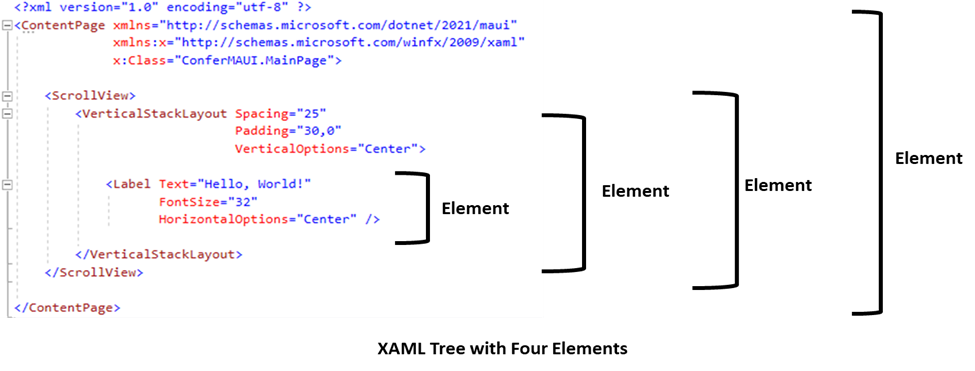 <?xml version="1.0" encoding="utf-8" ?>
<ContentPage xmlns="http://schemas.microsoft.com/dotnet/2021/maui"
xmlns:x="http://schemas.microsoft.com/winfx/2009/xaml"
x:Class="ConferMAUI.MainPage">
<ScrollView>
<VerticalStackLayout Spacing="25"
Padding="30,0"
VerticalOptions="Center">
<Label Text="Hello, World!"
FontSize="32"
HorizontalOptions="Center" />
</VerticalStackLayout>
</ScrollView>
</ContentPage>
Element
Element
Element
Element
XAML Tree with Four Elements